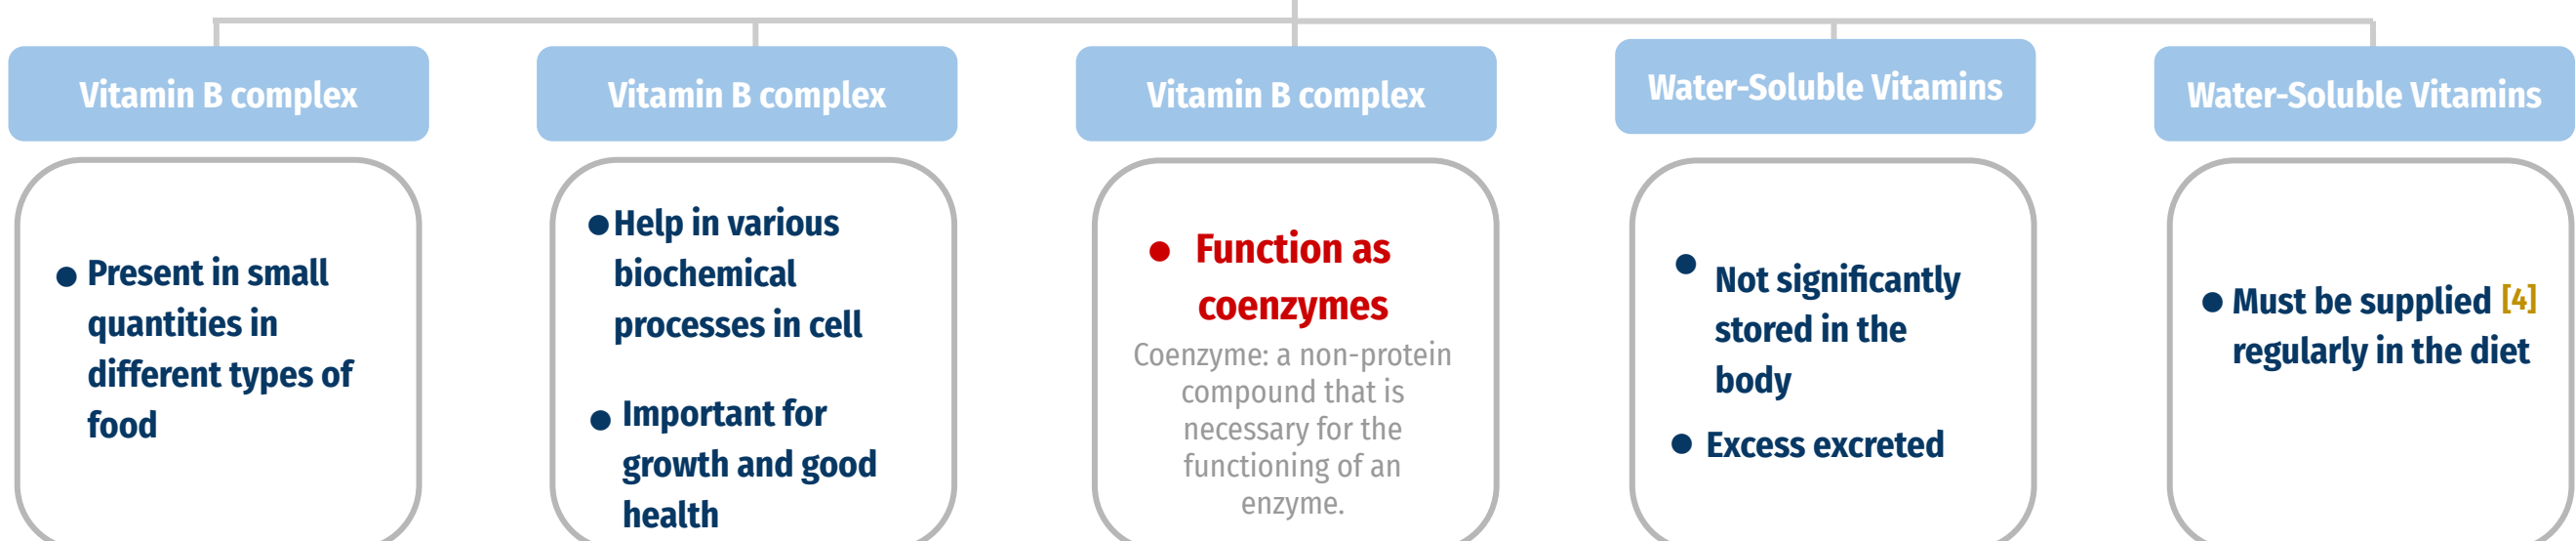 Vitamin B complex
Present in small
quantities in
different types of
food
Vitamin B complex
Help in various
biochemical
processes in cell
Important for
growth and good
health
Vitamin B complex
Function as
coenzymes
Coenzyme: a non-protein
compound that is
necessary for the
functioning of an
enzyme.
Water-Soluble Vitamins
Not significantly
stored in the
body
Excess excreted
Water-Soluble Vitamins
Must be supplied [4]
regularly in the diet